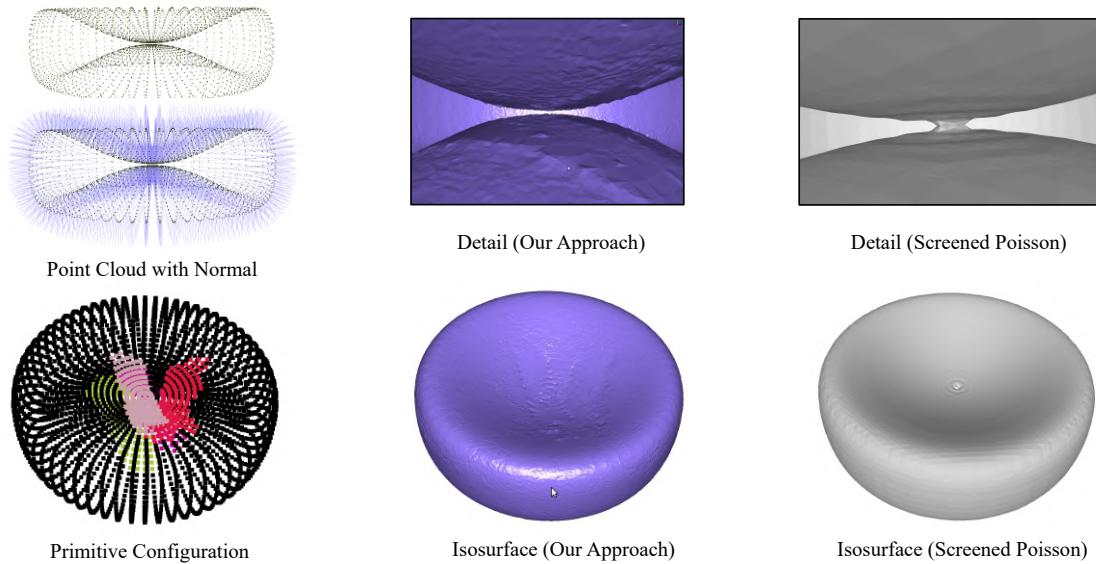 Point Cloud with Normal
Detail (Our Approach)
Detail (Screened Poisson)
Primitive Configuration
Isosurface (Our Approach)
Isosurface (Screened Poisson)